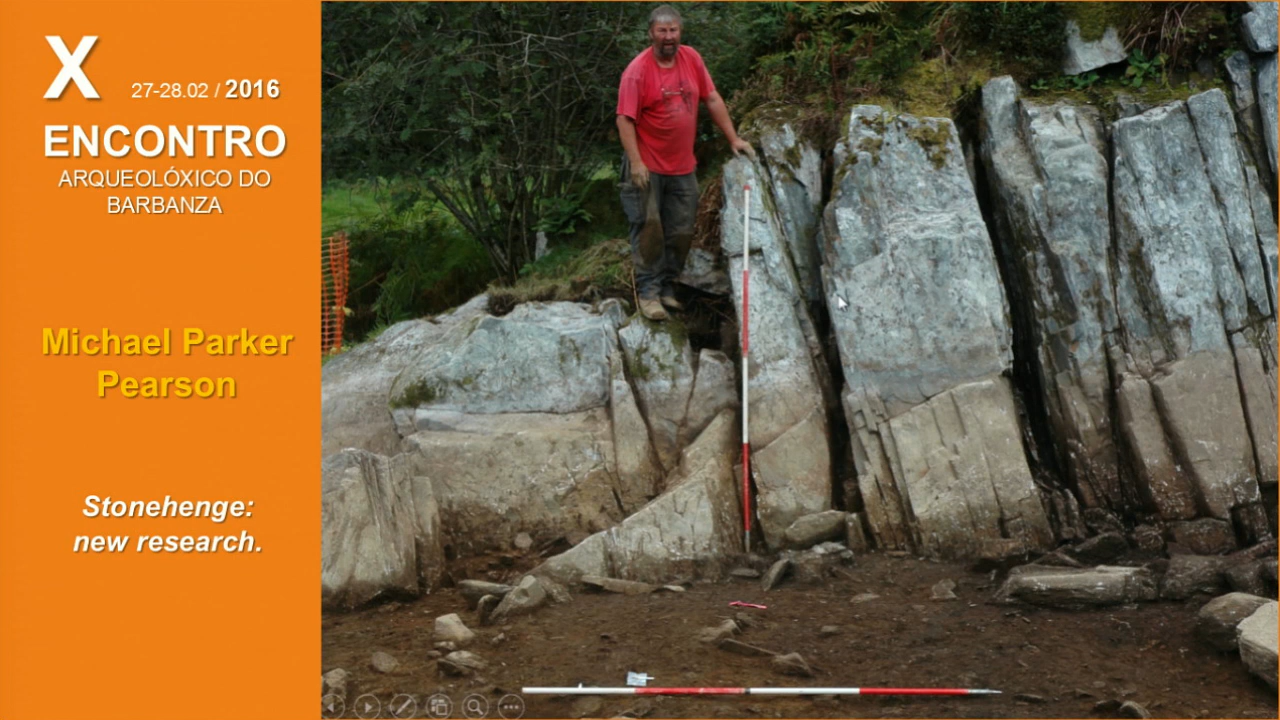 X
27-28.02 / 2016
ENCONTRO
ARQUEOLÓXICO DO
BARBANZA
Michael Parker
Pearson
Stonehenge:
new research.